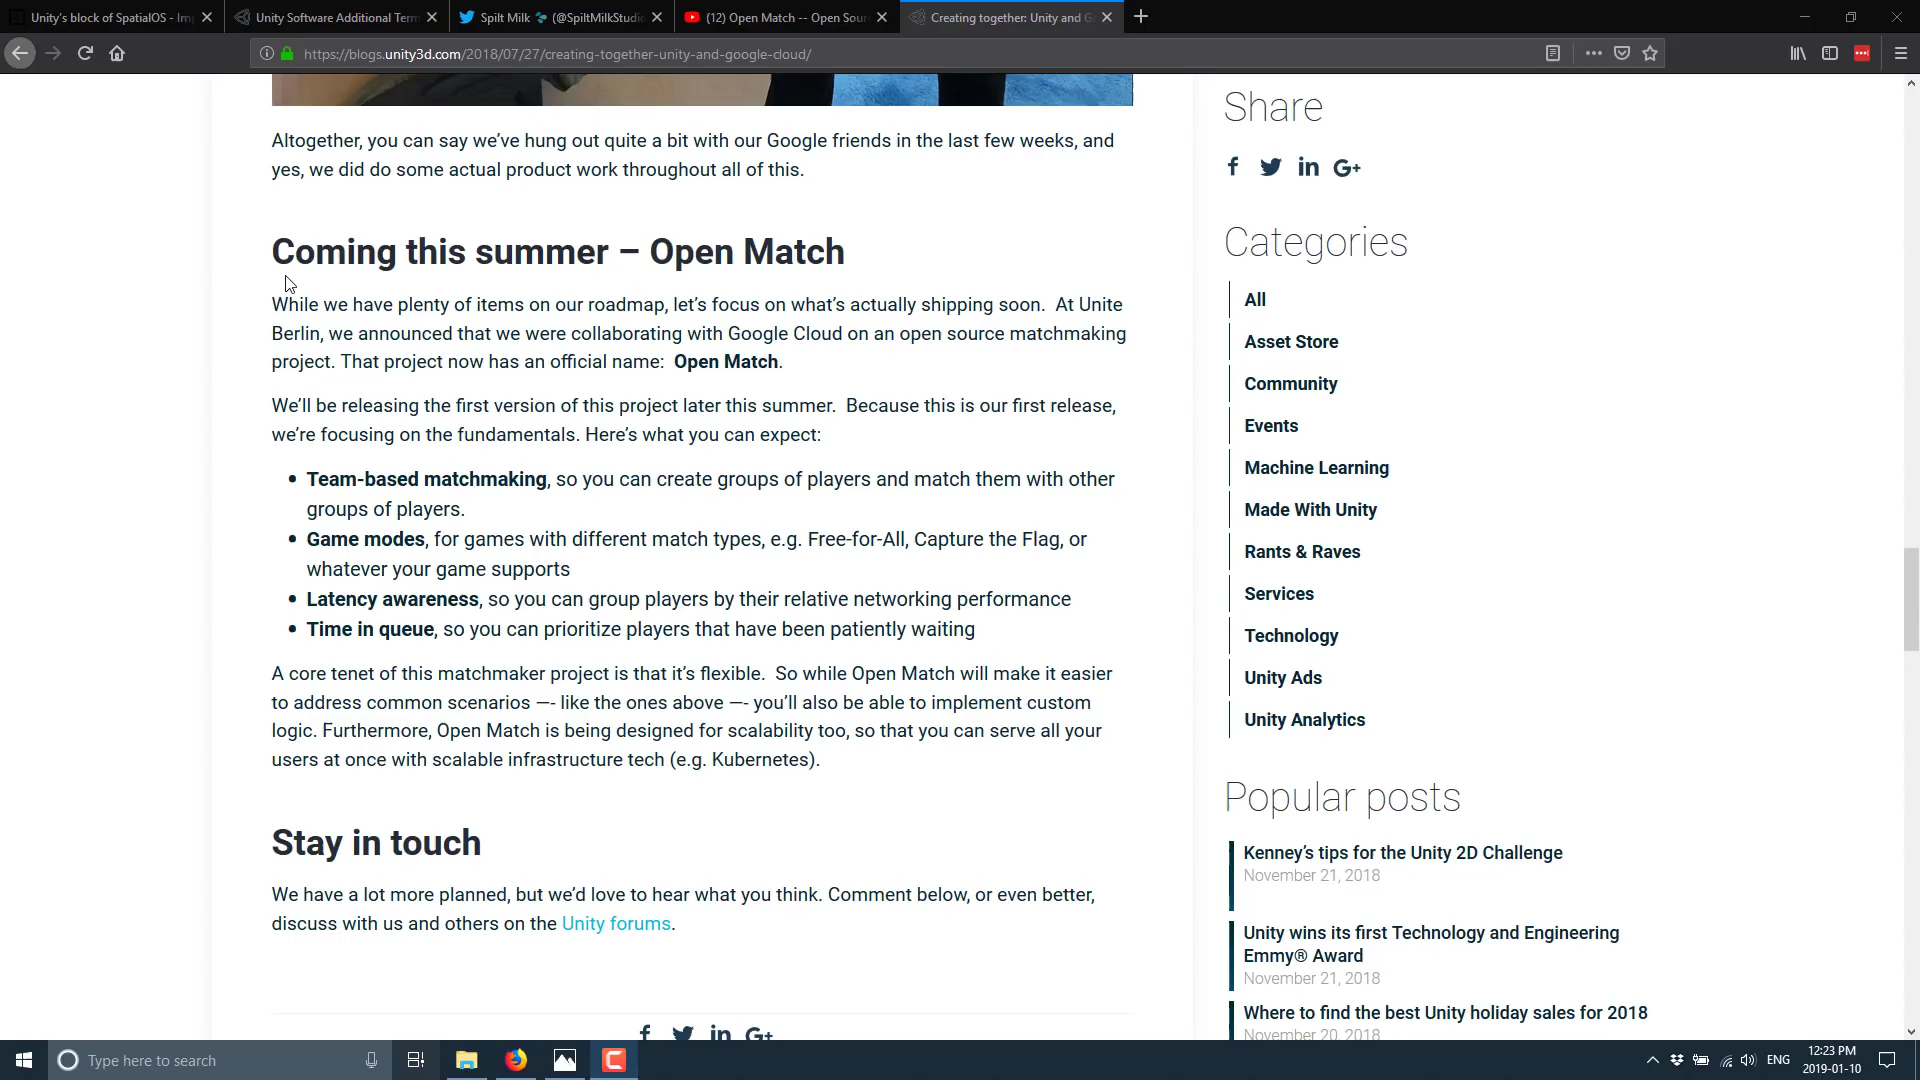 Unity's block of SpatialOS - Im
Unity Software Additional Term
Spilt Milk (@SpiltMilkStudi
(12) Open Match -- Open Sour
Creating together: Unity and G
https://blogs.unity3d.com/2018/07/27/creating-together-unity-and-google-cloud/
Altogether, you can say we've hung out quite a bit with our Google friends in the last few weeks, and
yes, we did do some actual product work throughout all of this.
Coming this summer – Open Match
While we have plenty of items on our roadmap, let's focus on what's actually shipping soon.  At Unite
Berlin, we announced that we were collaborating with Google Cloud on an open source matchmaking
project. That project now has an official name:  Open Match.
We'll be releasing the first version of this project later this summer.  Because this is our first release,
we're focusing on the fundamentals. Here's what you can expect:
• Team-based matchmaking, so you can create groups of players and match them with other
groups of players.
• Game modes, for games with different match types, e.g. Free-for-All, Capture the Flag, or
whatever your game supports
• Latency awareness, so you can group players by their relative networking performance
• Time in queue, so you can prioritize players that have been patiently waiting
A core tenet of this matchmaker project is that it's flexible.  So while Open Match will make it easier
to address common scenarios —- like the ones above —- you'll also be able to implement custom
logic. Furthermore, Open Match is being designed for scalability too, so that you can serve all your
users at once with scalable infrastructure tech (e.g. Kubernetes).
Stay in touch
We have a lot more planned, but we'd love to hear what you think. Comment below, or even better,
discuss with us and others on the Unity forums.
Share
Categories
All
Asset Store
Community
Events
Machine Learning
Made With Unity
Rants & Raves
Services
Technology
Unity Ads
Unity Analytics
Popular posts
Kenney's tips for the Unity 2D Challenge
November 21, 2018
Unity wins its first Technology and Engineering
Emmy® Award
November 21, 2018
Where to find the best Unity holiday sales for 2018
November 20, 2018
Type here to search
ENG
12:23 PM
2019-01-10